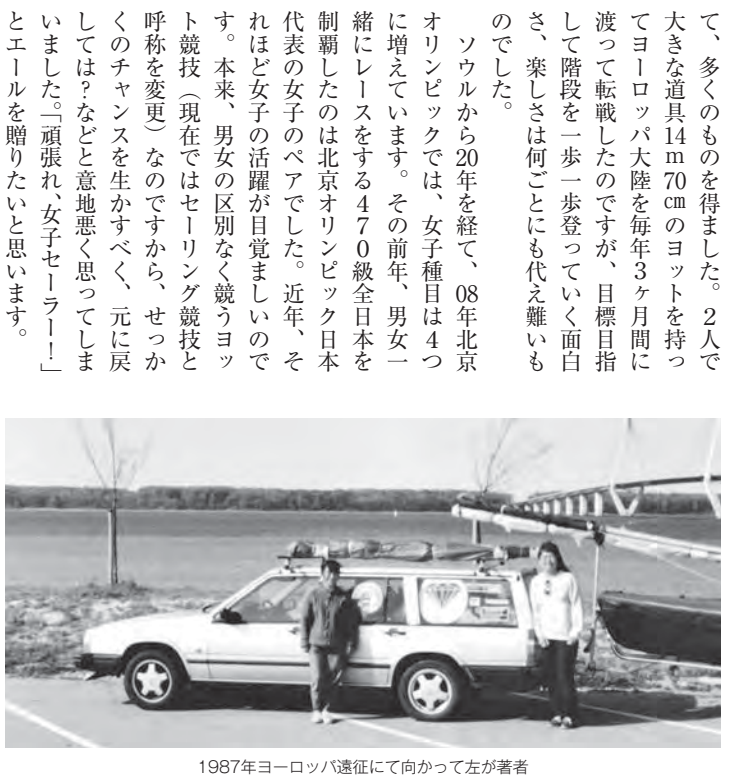 て、多くのものを得ました。２人で
大きな道具14ｍ70㎝のヨットを持っ
てヨーロッパ大陸を毎年３ヶ月間に
渡って転戦したのですが、目標目指
して階段を一歩一歩登っていく面白
さ、楽しさは何ごとにも代え難いも
のでした。
　ソウルから20年を経て、08年北京
オリンピックでは、女子種目は４つ
に増えています。その前年、男女一
緒にレースをする４７０級全日本を
制覇したのは北京オリンピック日本
代表の女子のペアでした。近年、そ
れほど女子の活躍が目覚ましいので
す。本来、男女の区別なく競うヨッ
ト競技（現在ではセーリング競技と
呼称を変更）なのですから、せっか
くのチャンスを生かすべく、元に戻
しては？などと意地悪く思ってしま
いました。「頑張れ、女子セーラー！」
とエールを贈りたいと思います。
1987年ヨーロッパ遠征にて向かって左が著者